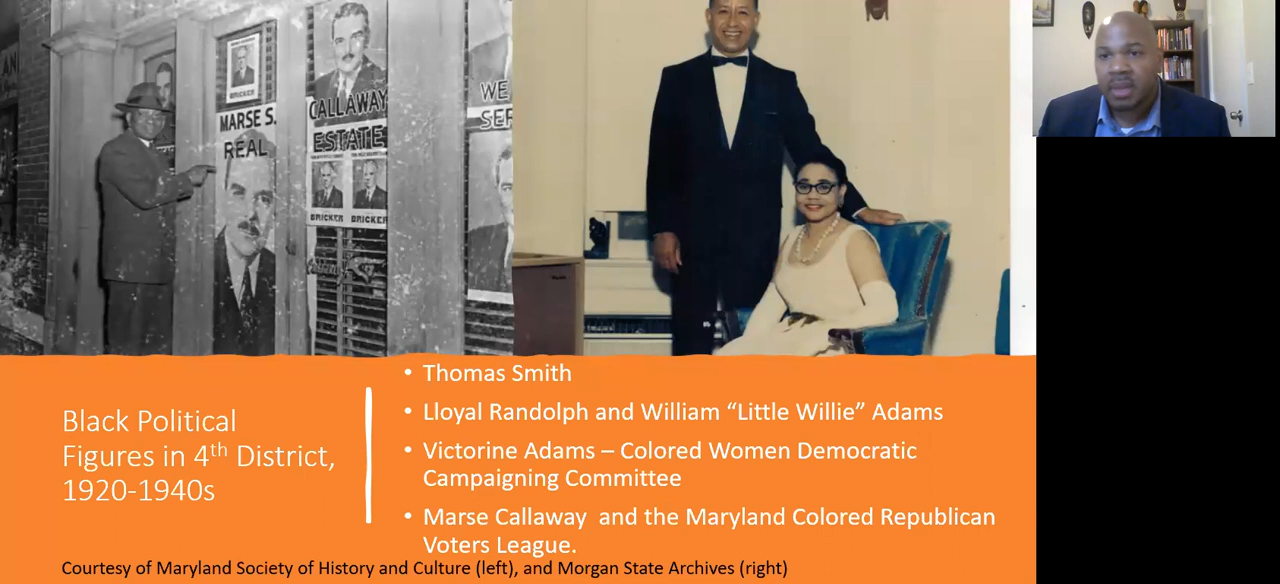 MARSE S.
REAL
CALLAWAY
ESTATE
BRICKER
BRICKER
BRICKER
WE
SER
Black Political
Figures in 4th District,
1920-1940s
• Thomas Smith
• Lloyal Randolph and William “Little Willie” Adams
• Victorine Adams – Colored Women Democratic
Campaigning Committee
• Marse Callaway and the Maryland Colored Republican
Voters League.
Courtesy of Maryland Society of History and Culture (left), and Morgan State Archives (right)